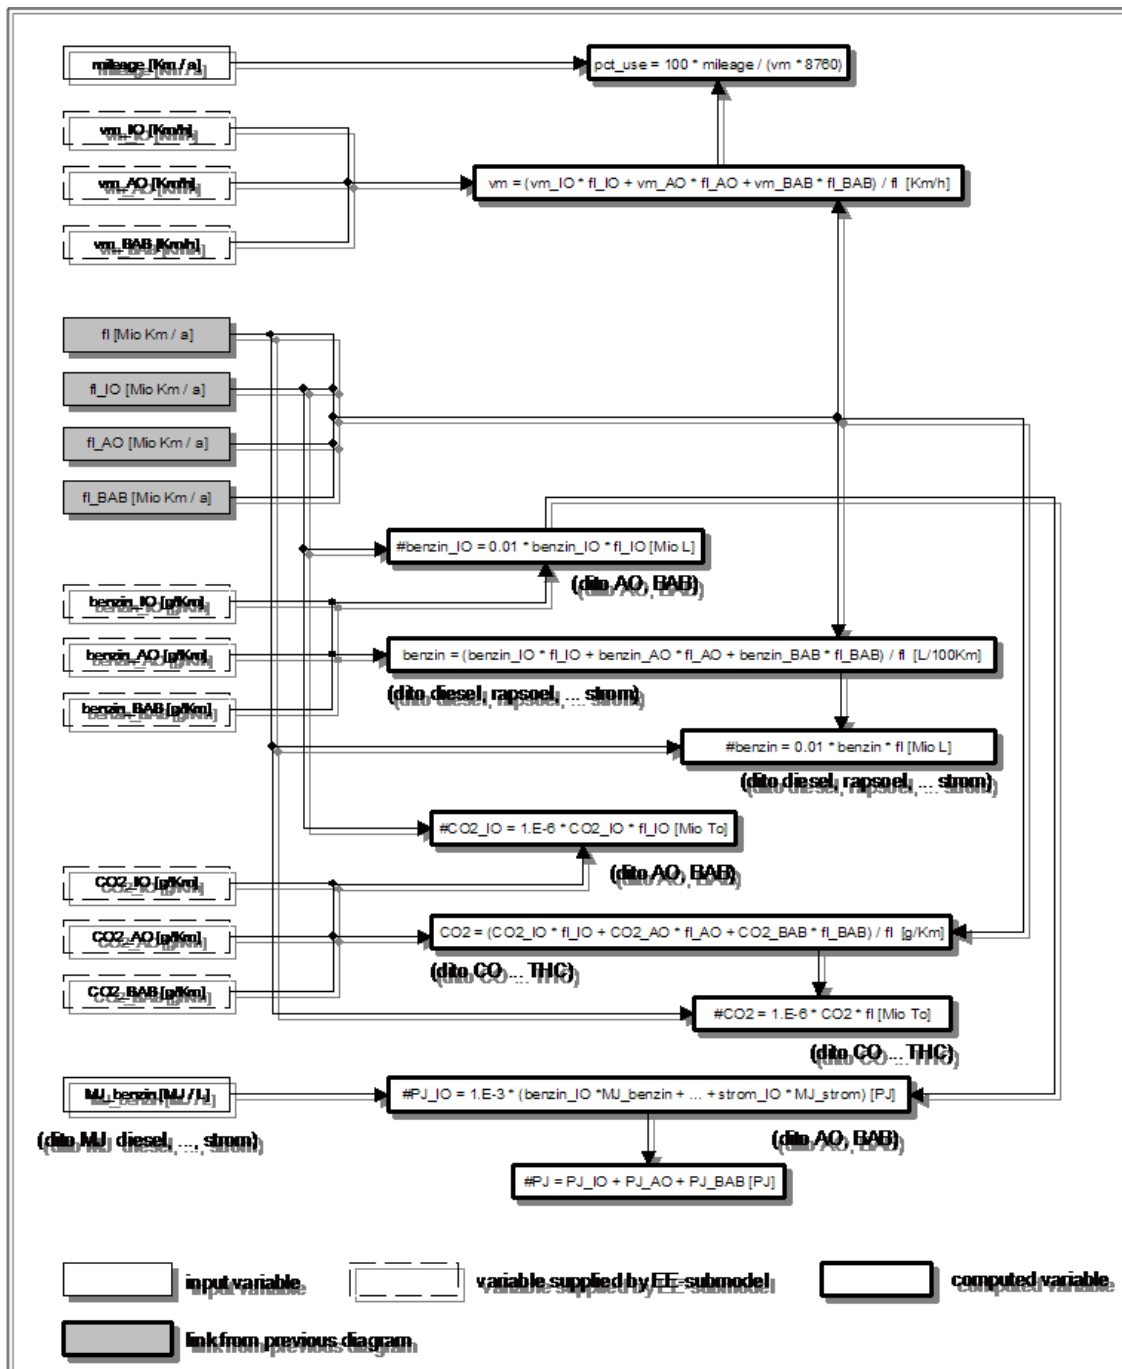 mileage [Km / a]
pct_use = 100 * mileage / (vm * 8760)
vm_IO [Km/h]
vm_AO [Km/h]
vm = (vm_IO * fl_IO + vm_AO * fl_AO + vm_BAB * fl_BAB) / fl [Km/h]
vm_BAB [Km/h]
fl [Mio Km / a]
fl_IO [Mio Km / a]
fl_AO [Mio Km / a]
fl_BAB [Mio Km / a]
#benzin_IO = 0.01 * benzin_IO * fl_IO [Mio L]
(dito AO, BAB)
benzin_IO [g/Km]
benzin_AO [g/Km]
benzin = (benzin_IO * fl_IO + benzin_AO * fl_AO + benzin_BAB * fl_BAB) / fl [L/100Km]
(dito diesel, rapsoel, ... strom)
benzin_BAB [g/Km]
#benzin = 0.01 * benzin * fl [Mio L]
(dito diesel, rapsoel, ... strom)
#CO2_IO = 1.E-6 * CO2_IO * fl_IO [Mio To]
(dito AO, BAB)
CO2_IO [g/Km]
CO2_AO [g/Km]
CO2 = (CO2_IO * fl_IO + CO2_AO * fl_AO + CO2_BAB * fl_BAB) / fl [g/Km]
(dito CO ... THC)
CO2_BAB [g/Km]
#CO2 = 1.E-6 * CO2 * fl [Mio To]
(dito CO ... THC)
MJ_benzin [MJ / L]
#PJ_IO = 1.E-3 * (benzin_IO *MJ_benzin + ... + strom_IO * MJ_strom) [PJ]
(dito MJ_diesel, ..., strom)
(dito AO, BAB)
#PJ = PJ_IO + PJ_AO + PJ_BAB [PJ]
input variable
variable supplied by EE-submodel
computed variable
link from previous diagram